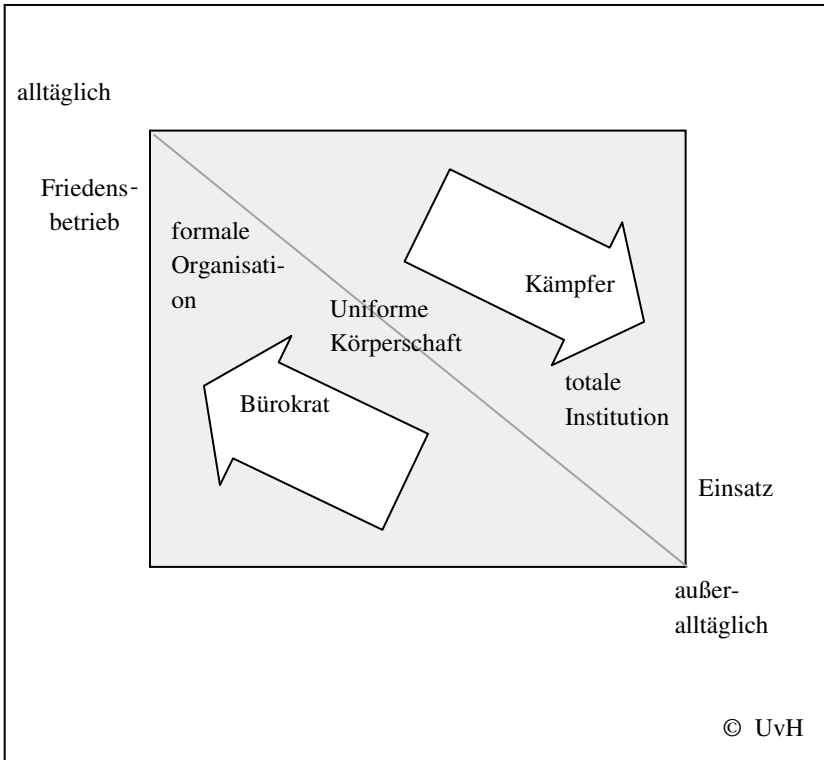 alltäglich
Friedens-
betrieb
formale
Organisati-
on
Kämpfer
Uniforme
Körperschaft
totale
Institution
Bürokrat
Einsatz
außer-
alltäglich
© UvH